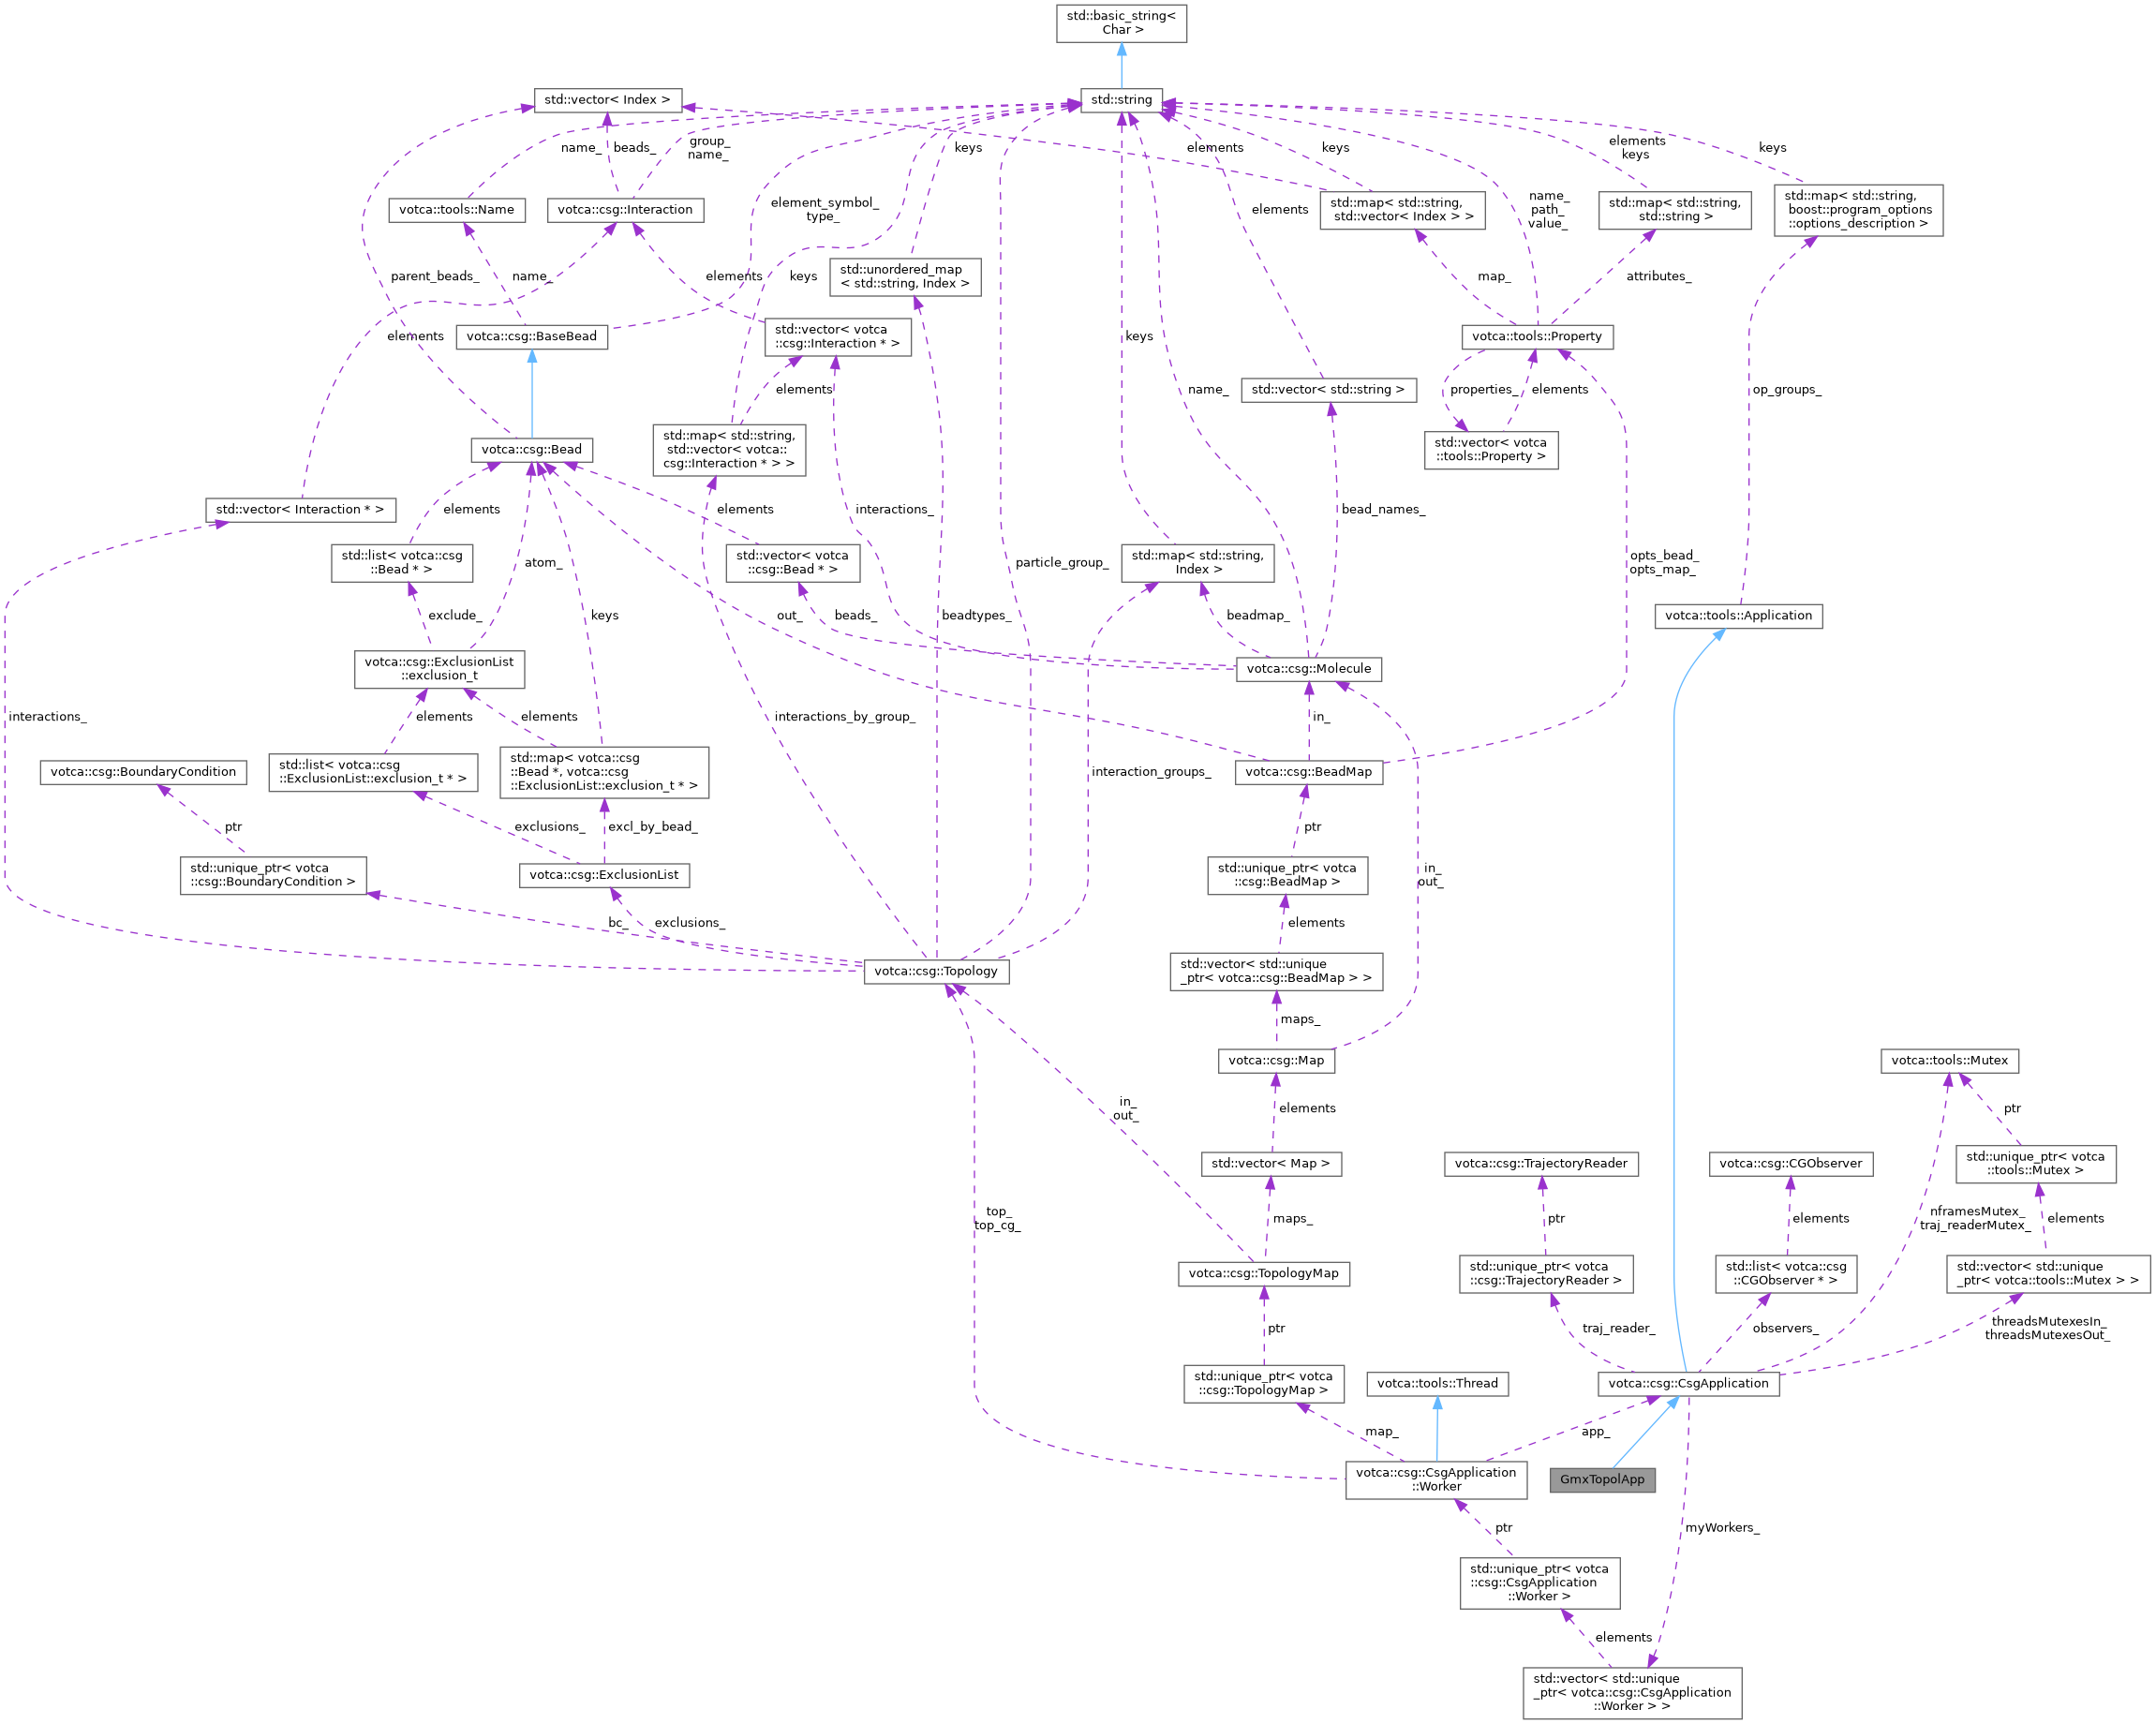 std::basic_string<
Char >
std::vector< Index >
std::string
name_
beads_
group_
name_
keys
elements
keys
elements
keys
keys
votca::tools::Name
votca::csg::Interaction
element_symbol_
type_
elements
std::map< std::string,
std::vector< Index > >
name_
path_
value_
std::map< std::string,
std::string >
std::map< std::string,
boost::program_options
::options_description >
parent_beads_
name_
elements
keys
std::unordered_map
< std::string, Index >
map_
attributes_
elements
votca::csg::BaseBead
std::vector< votca
::csg::Interaction * >
keys
votca::tools::Property
elements
name_
std::vector< std::string >
properties_
elements
op_groups_
votca::csg::Bead
std::map< std::string,
std::vector< votca::
csg::Interaction * > >
std::vector< votca
::tools::Property >
std::vector< Interaction * >
elements
elements
interactions_
bead_names_
std::list< votca::csg
::Bead * >
atom_
std::vector< votca
::csg::Bead * >
particle_group_
std::map< std::string,
Index >
opts_bead_
opts_map_
exclude_
keys
out_
beads_
beadtypes_
beadmap_
votca::tools::Application
votca::csg::ExclusionList
::exclusion_t
votca::csg::Molecule
interactions_
elements
elements
interactions_by_group_
in_
votca::csg::BoundaryCondition
std::list< votca::csg
::ExclusionList::exclusion_t * >
std::map< votca::csg
::Bead *, votca::csg
::ExclusionList::exclusion_t * >
interaction_groups_
votca::csg::BeadMap
ptr
exclusions_
excl_by_bead_
ptr
std::unique_ptr< votca
::csg::BoundaryCondition >
votca::csg::ExclusionList
std::unique_ptr< votca
::csg::BeadMap >
in_
out_
bc_
exclusions_
elements
votca::csg::Topology
std::vector< std::unique
_ptr< votca::csg::BeadMap > >
maps_
votca::csg::Map
votca::tools::Mutex
in_
out_
elements
ptr
std::vector< Map >
votca::csg::TrajectoryReader
votca::csg::CGObserver
std::unique_ptr< votca
::tools::Mutex >
top_
top_cg_
maps_
ptr
elements
nframesMutex_
traj_readerMutex_
elements
votca::csg::TopologyMap
std::unique_ptr< votca
::csg::TrajectoryReader >
std::list< votca::csg
::CGObserver * >
std::vector< std::unique
_ptr< votca::tools::Mutex > >
ptr
traj_reader_
observers_
threadsMutexesIn_
threadsMutexesOut_
std::unique_ptr< votca
::csg::TopologyMap >
votca::tools::Thread
votca::csg::CsgApplication
map_
app_
votca::csg::CsgApplication
::Worker
GmxTopolApp
ptr
myWorkers_
std::unique_ptr< votca
::csg::CsgApplication
::Worker >
elements
std::vector< std::unique
_ptr< votca::csg::CsgApplication
::Worker > >